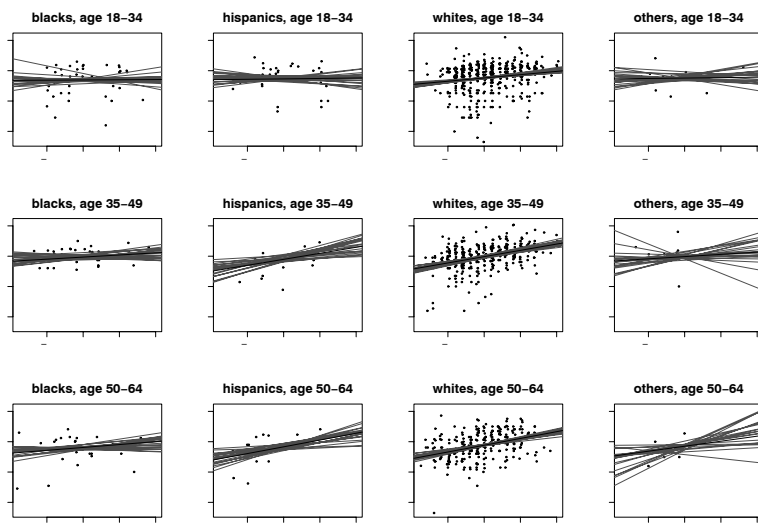 blacks, age 18−34
hispanics, age 18−34
whites, age 18−34
others, age 18−34
blacks, age 35−49
hispanics, age 35−49
whites, age 35−49
others, age 35−49
blacks, age 50−64
hispanics, age 50−64
whites, age 50−64
others, age 50−64